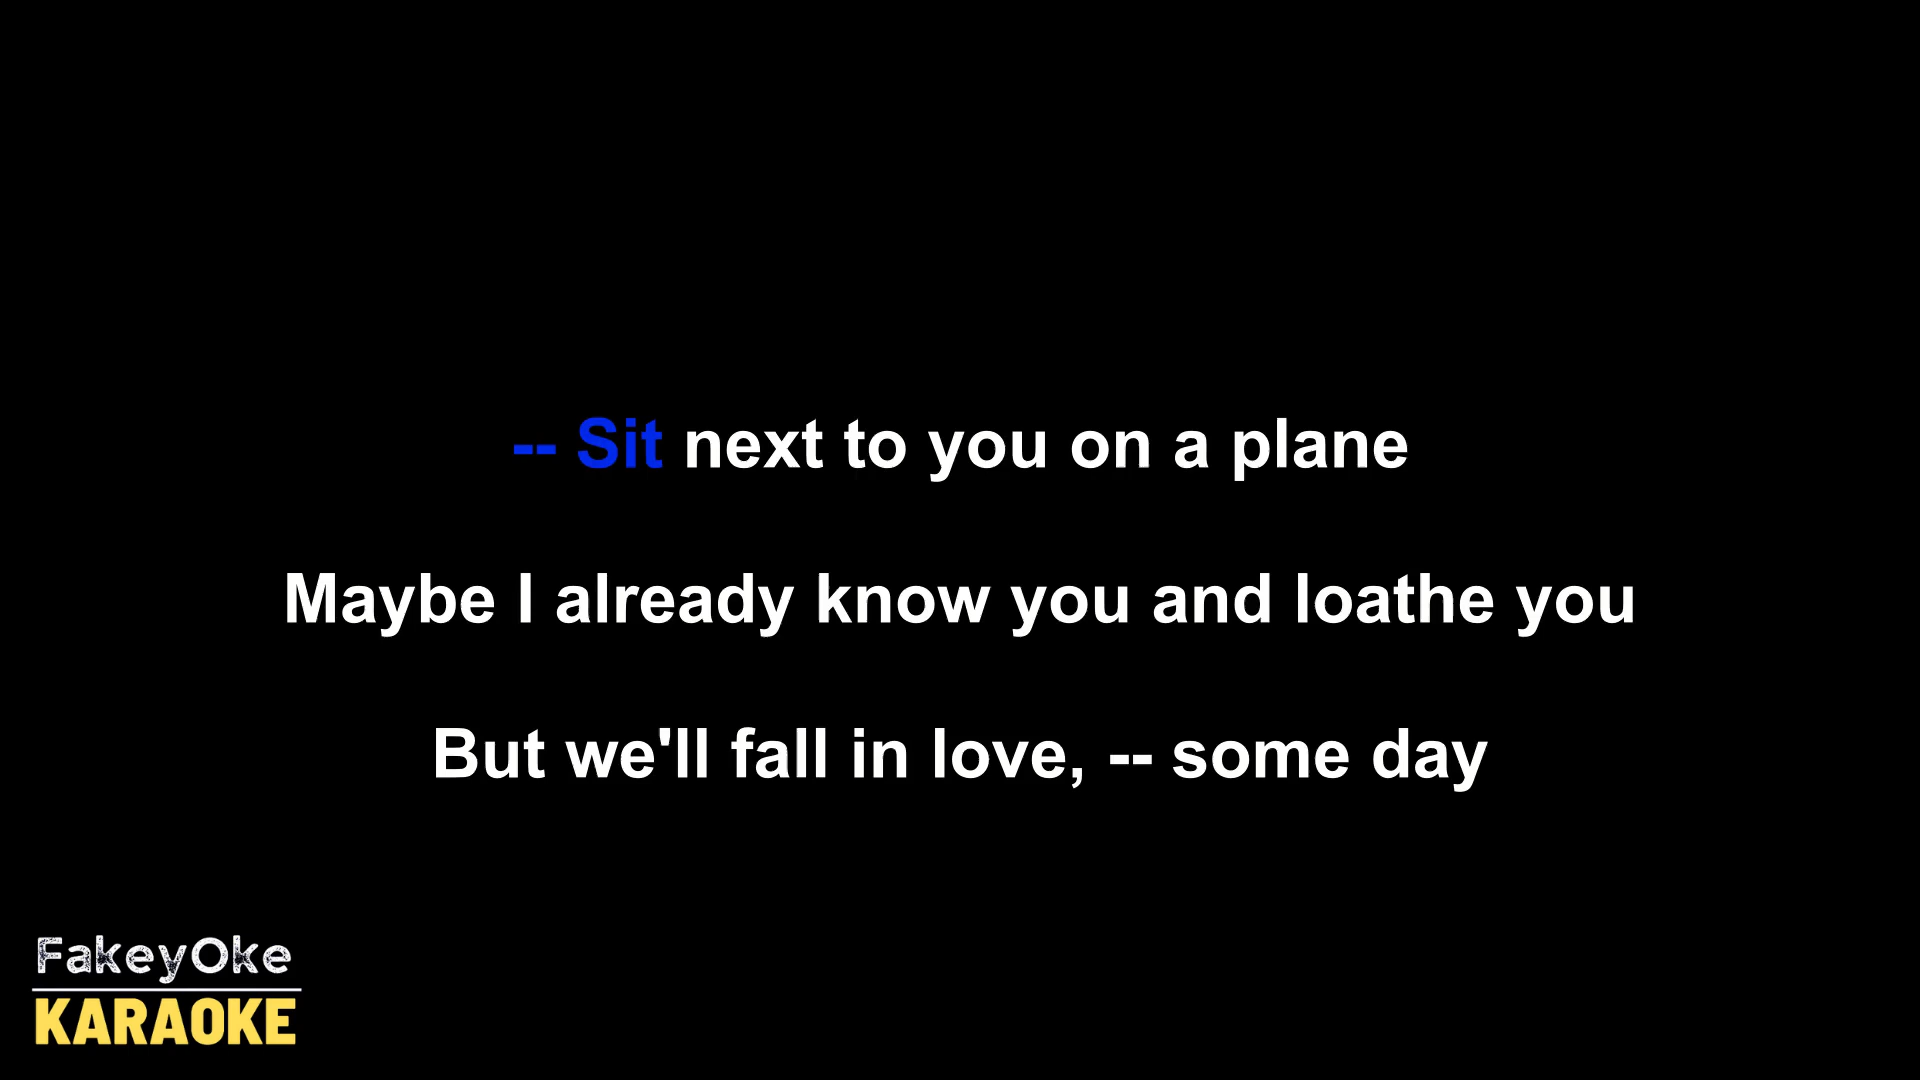 -- Sit next to you on a plane
Maybe I already know you and loathe you
But we'll fall in love, -- some day
FakeyOke
KARAOKE